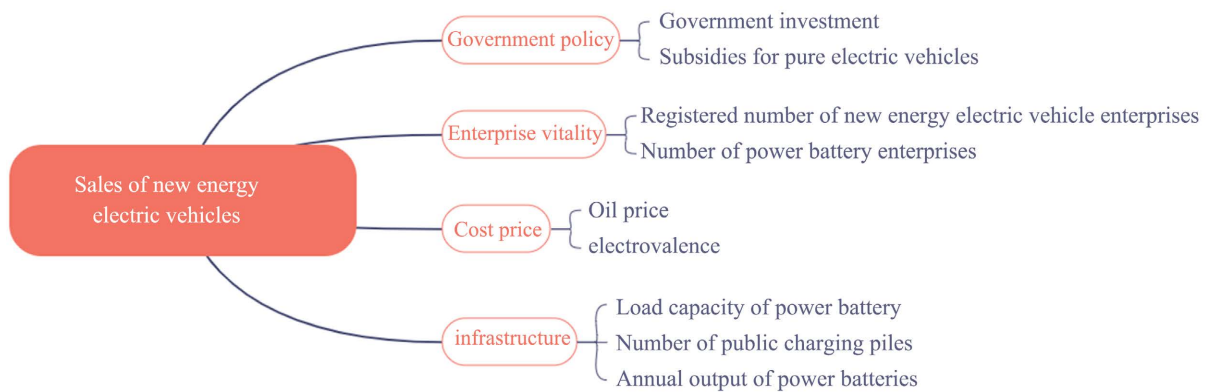 Sales of new energy
electric vehicles
Government policy
Government investment
Subsidies for pure electric vehicles
Enterprise vitality
Registered number of new energy electric vehicle enterprises
Number of power battery enterprises
Cost price
Oil price
electrovalence
infrastructure
Load capacity of power battery
Number of public charging piles
Annual output of power batteries